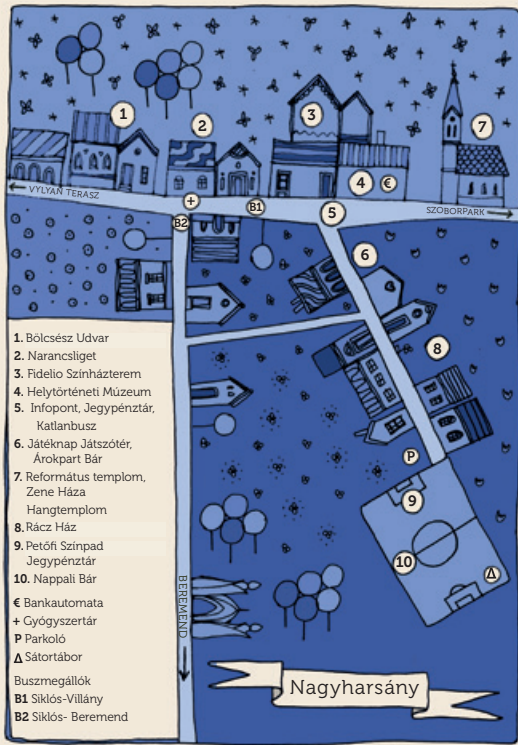 1
2
3
7
4
€
← VYLYAN TERASZ
+
B1
B2
5
SZOBORPARK →
6
8
P
9
10
Δ
1. Bölcsész Udvar
2. Narancsliget
3. Fidelio Színházterem
4. Helytörténeti Múzeum
5. Infopont, Jegypénztár,
Katlanbusz
6. Játéknap Játszótér,
Árokpart Bár
7. Református templom,
Zene Háza
Hangtemplom
8. Rácz Ház
9. Petőfi Színpad
Jegypénztár
10. Nappali Bár
€ Bankautomata
+ Gyógyszertár
P Parkoló
Δ Sátortábor
Buszmegállók
B1 Siklós-Villány
B2 Siklós- Beremend
BEREMEND →
Nagyharsány